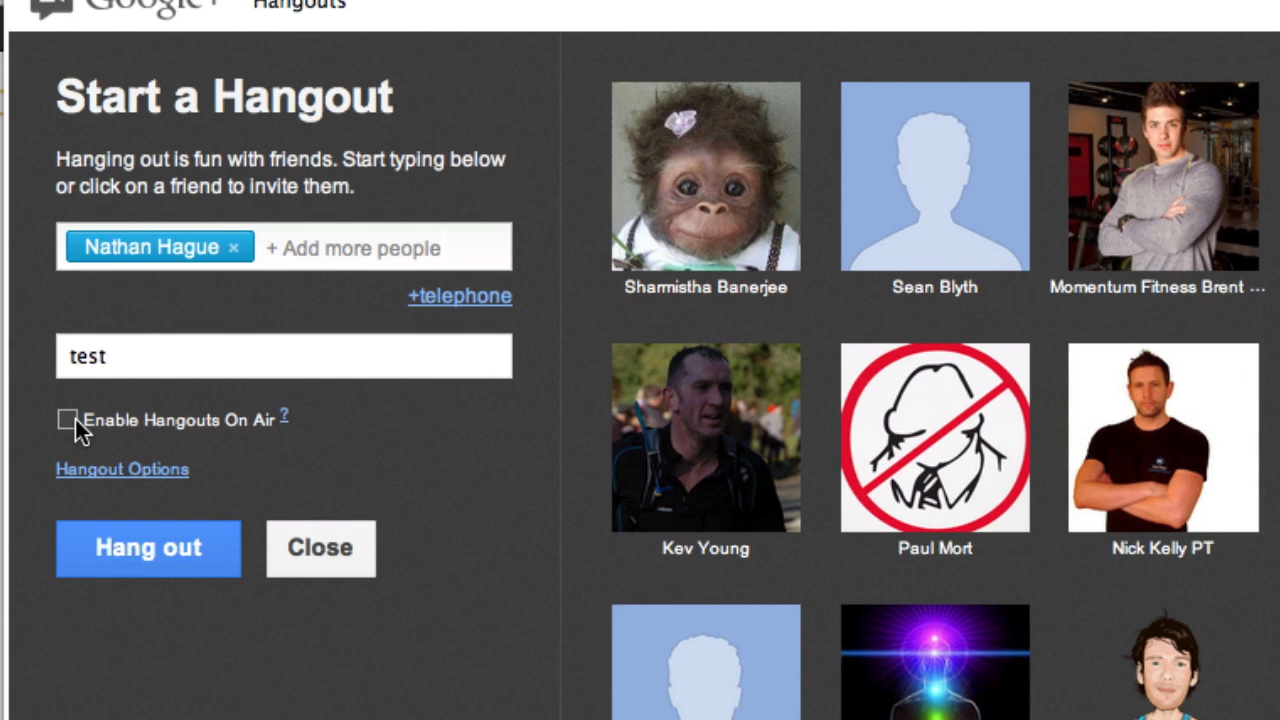 Google+ Hangouts
Start a Hangout
Hanging out is fun with friends. Start typing below
or click on a friend to invite them.
Nathan Hague × + Add more people
+telephone
test
Enable Hangouts On Air ?
Hangout Options
Hang out Close
Sharmistha Banerjee Sean Blyth Momentum Fitness Brent ...
Kev Young Paul Mort Nick Kelly PT